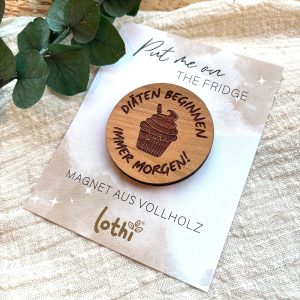 Put me on
THE FRIDGE
DIÄTEN BEGINNEN
IMMER MORGEN!
MAGNET AUS VOLLHOLZ
lothi